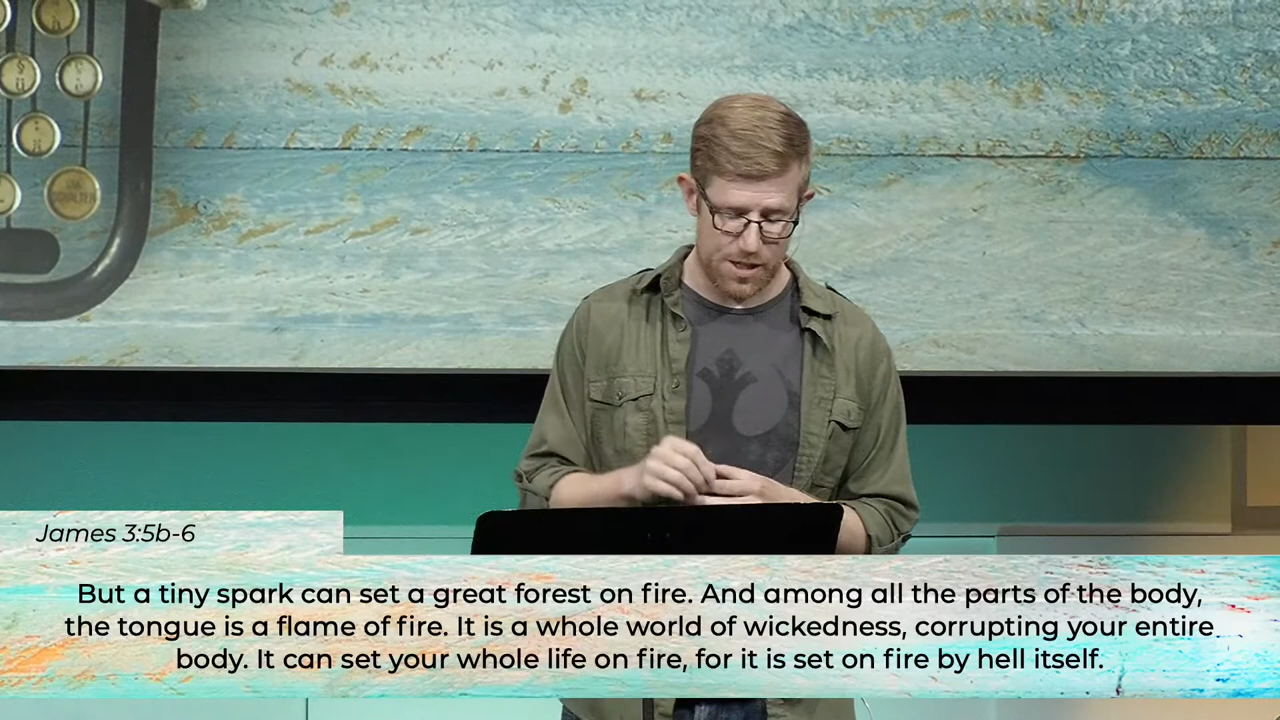 James 3:5b-6
But a tiny spark can set a great forest on fire. And among all the parts of the body,
the tongue is a flame of fire. It is a whole world of wickedness, corrupting your entire
body. It can set your whole life on fire, for it is set on fire by hell itself.